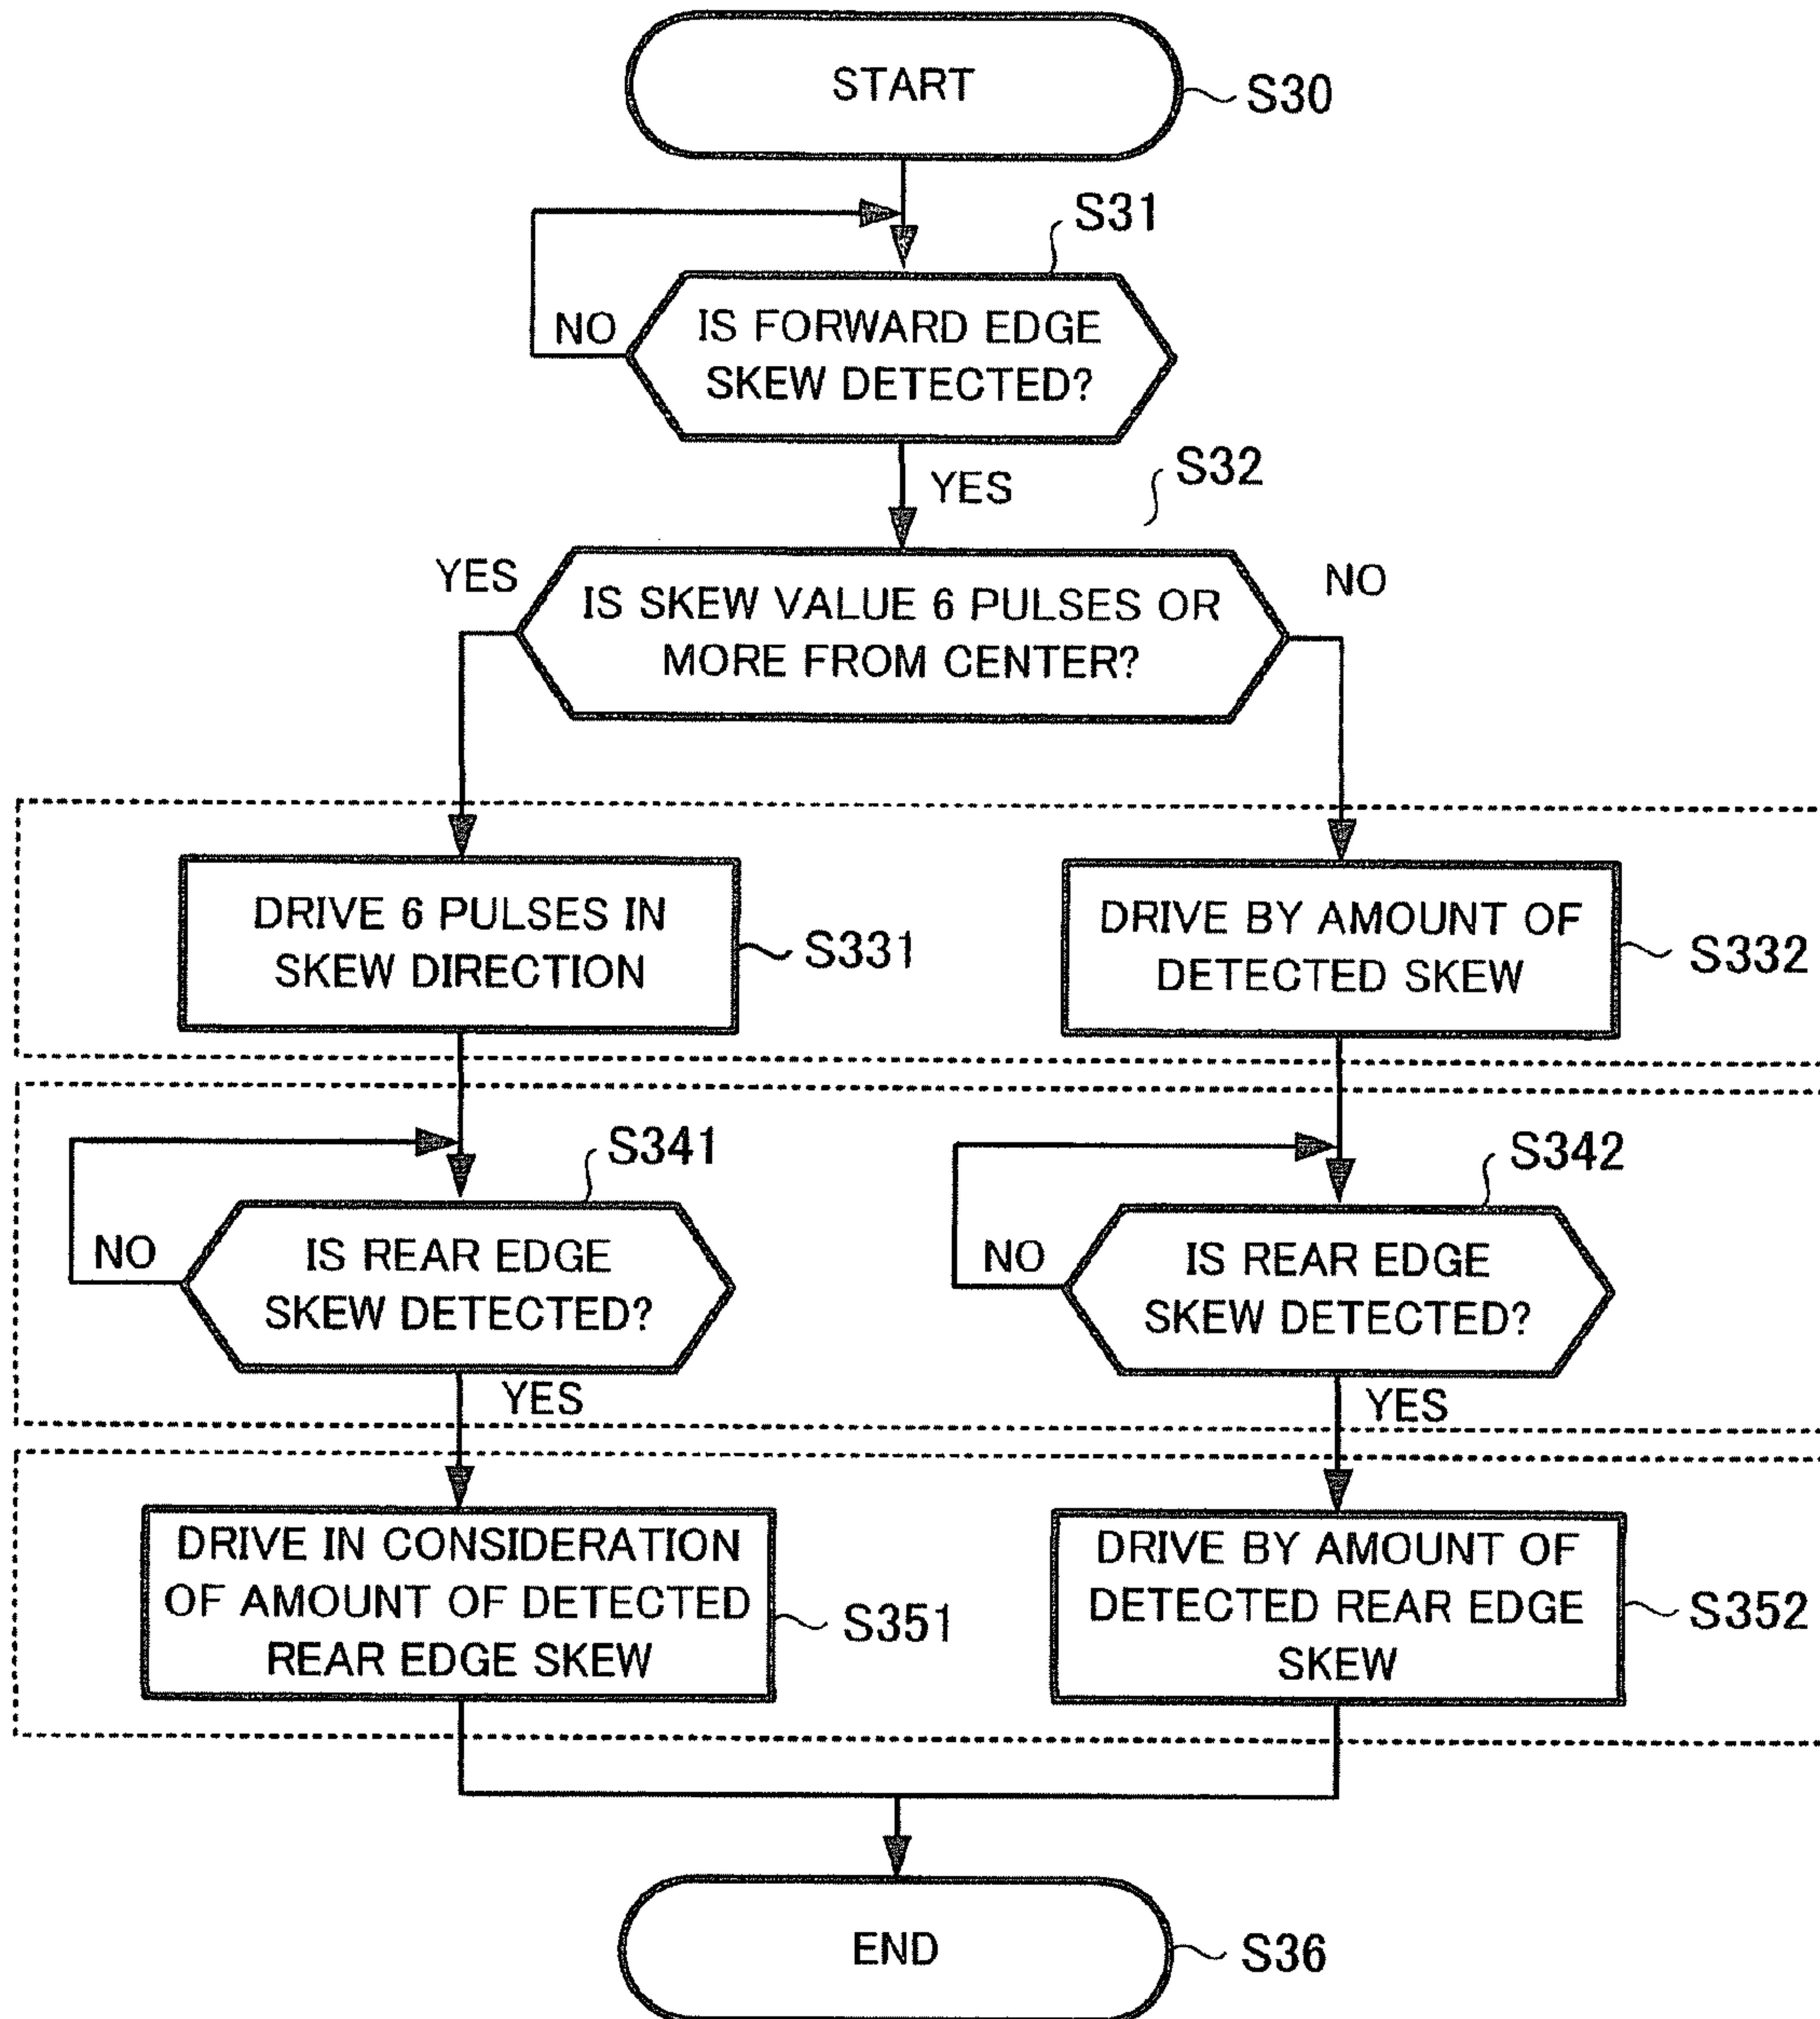 START
S30
S31
NO
IS FORWARD EDGE
SKEW DETECTED?
YES
S32
YES
IS SKEW VALUE 6 PULSES OR
MORE FROM CENTER?
NO
DRIVE 6 PULSES IN
SKEW DIRECTION
S331
DRIVE BY AMOUNT OF
DETECTED SKEW
S332
S341
NO
IS REAR EDGE
SKEW DETECTED?
YES
S342
NO
IS REAR EDGE
SKEW DETECTED?
YES
DRIVE IN CONSIDERATION
OF AMOUNT OF DETECTED
REAR EDGE SKEW
S351
DRIVE BY AMOUNT OF
DETECTED REAR EDGE
SKEW
S352
END
S36